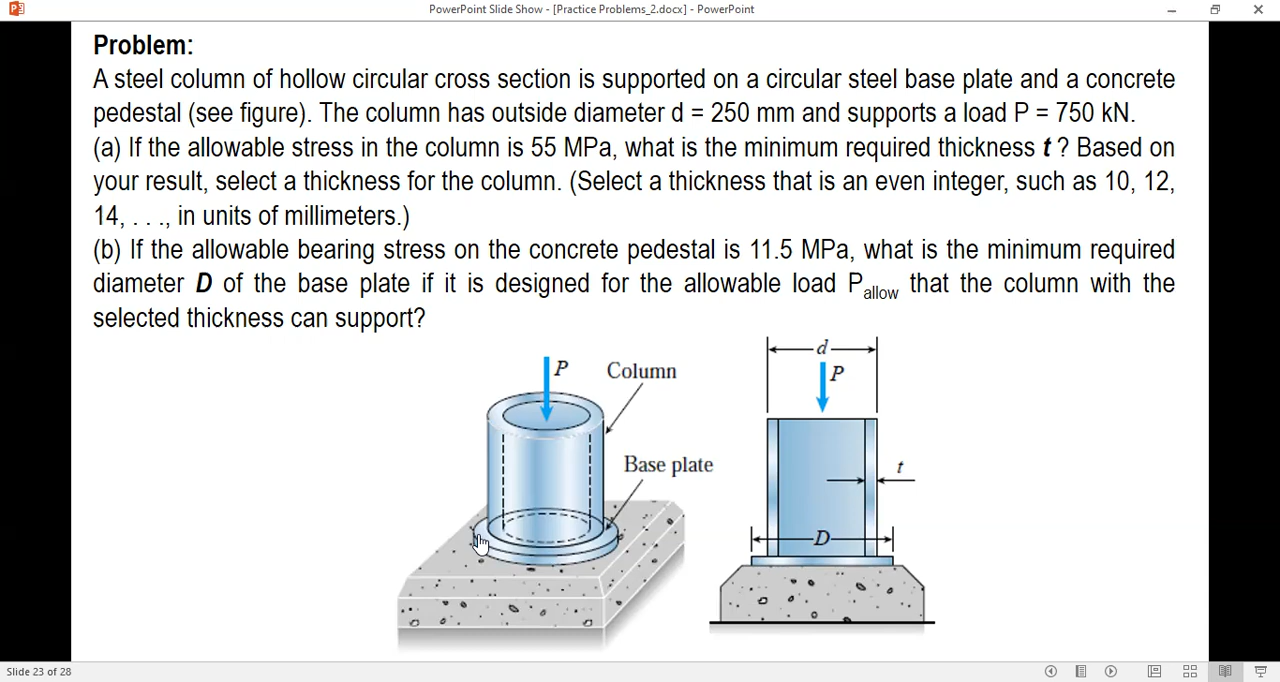 PowerPoint Slide Show - [Practice Problems_2.docx] - PowerPoint
Problem:
A steel column of hollow circular cross section is supported on a circular steel base plate and a concrete
pedestal (see figure). The column has outside diameter d = 250 mm and supports a load P = 750 kN.
(a) If the allowable stress in the column is 55 MPa, what is the minimum required thickness t ? Based on
your result, select a thickness for the column. (Select a thickness that is an even integer, such as 10, 12,
14, . . ., in units of millimeters.)
(b) If the allowable bearing stress on the concrete pedestal is 11.5 MPa, what is the minimum required
diameter D of the base plate if it is designed for the allowable load Pallow that the column with the
selected thickness can support?
P
Column
Base plate
d
P
t
D
Slide 23 of 28